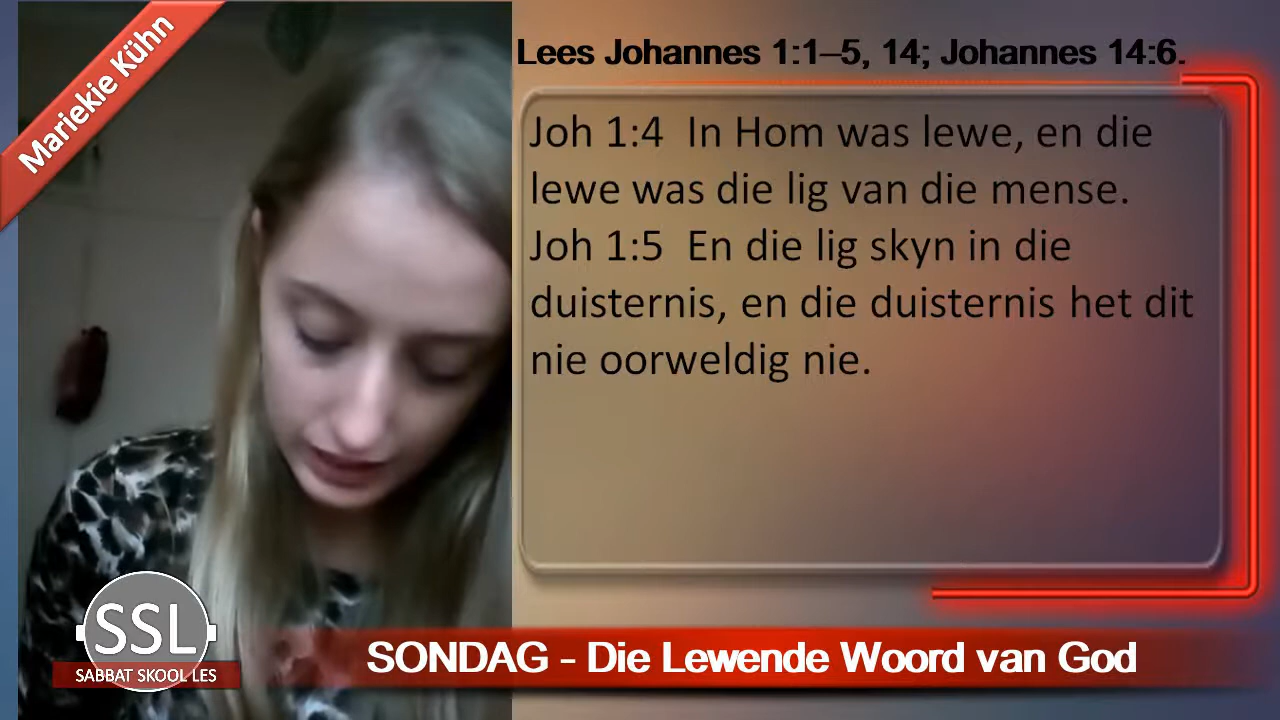 Mariekie Kühn
Lees Johannes 1:1–5, 14; Johannes 14:6.
Joh 1:4 In Hom was lewe, en die
lewe was die lig van die mense.
Joh 1:5 En die lig skyn in die
duisternis, en die duisternis het dit
nie oorweldig nie.
SSL
SABBAT SKOOL LES
SONDAG - Die Lewende Woord van God